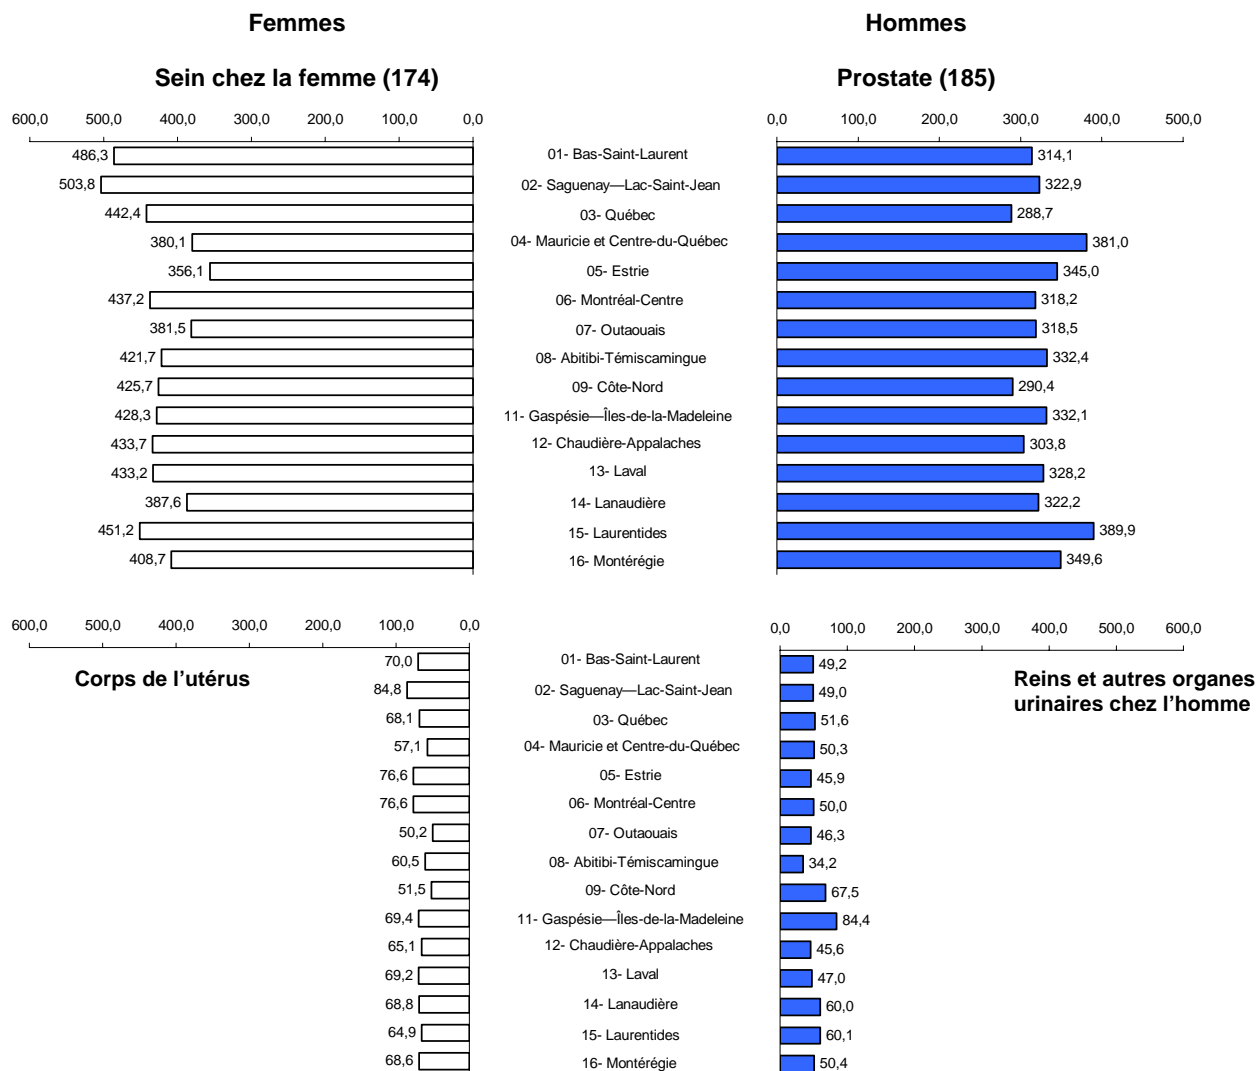 Femmes Hommes
Sein chez la femme (174) Prostate (185)
600,0 500,0 400,0 300,0 200,0 100,0 0,0 0,0 100,0 200,0 300,0 400,0 500,0
486,3 01- Bas-Saint-Laurent 314,1
503,8 02- Saguenay—Lac-Saint-Jean 322,9
442,4 03- Québec 288,7
380,1 04- Mauricie et Centre-du-Québec 381,0
356,1 05- Estrie 345,0
437,2 06- Montréal-Centre 318,2
381,5 07- Outaouais 318,5
421,7 08- Abitibi-Témiscamingue 332,4
425,7 09- Côte-Nord 290,4
428,3 11- Gaspésie—Îles-de-la-Madeleine 332,1
433,7 12- Chaudière-Appalaches 303,8
433,2 13- Laval 328,2
387,6 14- Lanaudière 322,2
451,2 15- Laurentides 389,9
408,7 16- Montérégie 349,6
600,0 500,0 400,0 300,0 200,0 100,0 0,0 0,0 100,0 200,0 300,0 400,0 500,0 600,0
Corps de l’utérus
Reins et autres organes
urinaires chez l’homme
70,0 01- Bas-Saint-Laurent 49,2
84,8 02- Saguenay—Lac-Saint-Jean 49,0
68,1 03- Québec 51,6
57,1 04- Mauricie et Centre-du-Québec 50,3
76,6 05- Estrie 45,9
76,6 06- Montréal-Centre 50,0
50,2 07- Outaouais 46,3
60,5 08- Abitibi-Témiscamingue 34,2
51,5 09- Côte-Nord 67,5
69,4 11- Gaspésie—Îles-de-la-Madeleine 84,4
65,1 12- Chaudière-Appalaches 45,6
69,2 13- Laval 47,0
68,8 14- Lanaudière 60,0
64,9 15- Laurentides 60,1
68,6 16- Montérégie 50,4